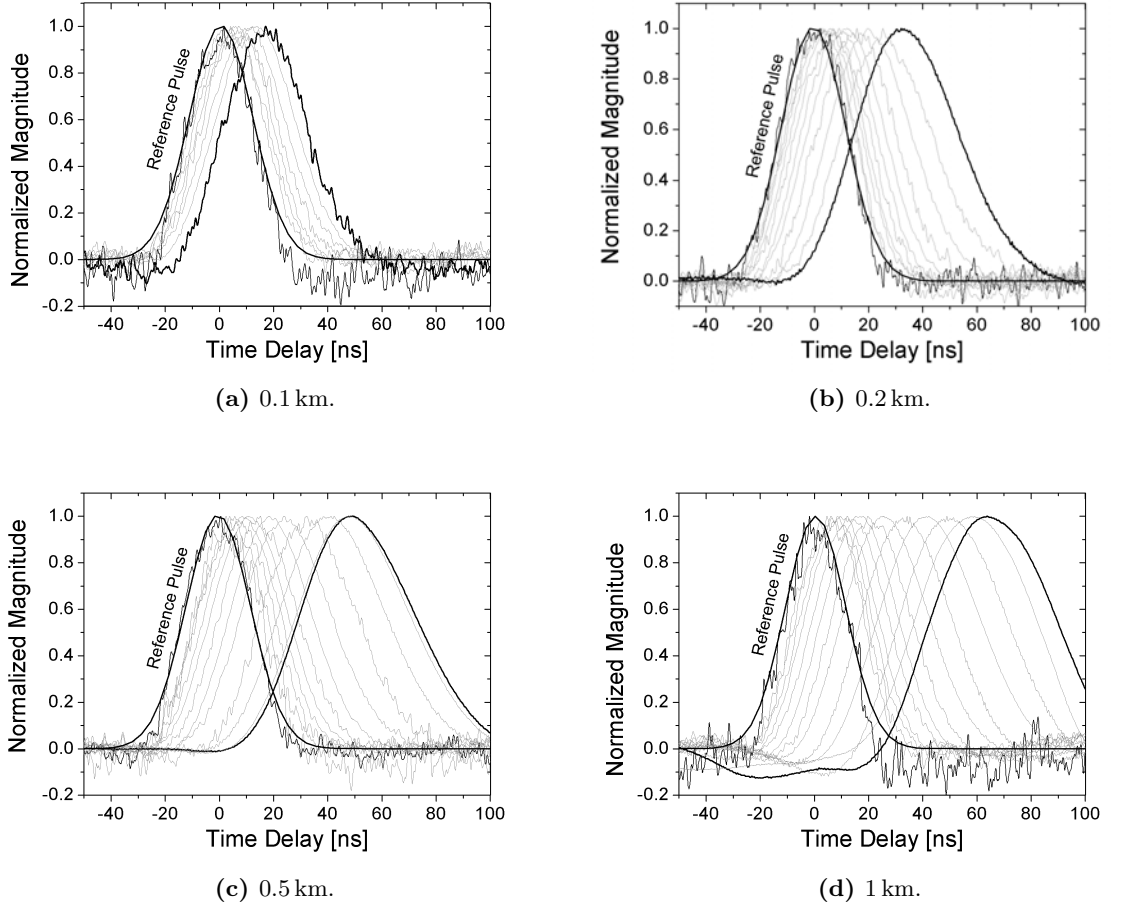 1.0
0.8
0.6
0.4
0.2
0.0
-0.2
Normalized Magnitude
Reference Pulse
-40 -20 0 20 40 60 80 100
Time Delay [ns]
(a) 0.1 km.
1.0
0.8
0.6
0.4
0.2
0.0
Normalized Magnitude
Reference Pulse
-40 -20 0 20 40 60 80 100
Time Delay [ns]
(b) 0.2 km.
1.0
0.8
0.6
0.4
0.2
0.0
-0.2
Normalized Magnitude
Reference Pulse
-40 -20 0 20 40 60 80 100
Time Delay [ns]
(c) 0.5 km.
1.0
0.8
0.6
0.4
0.2
0.0
-0.2
Normalized Magnitude
Reference Pulse
-40 -20 0 20 40 60 80 100
Time Delay [ns]
(d) 1 km.